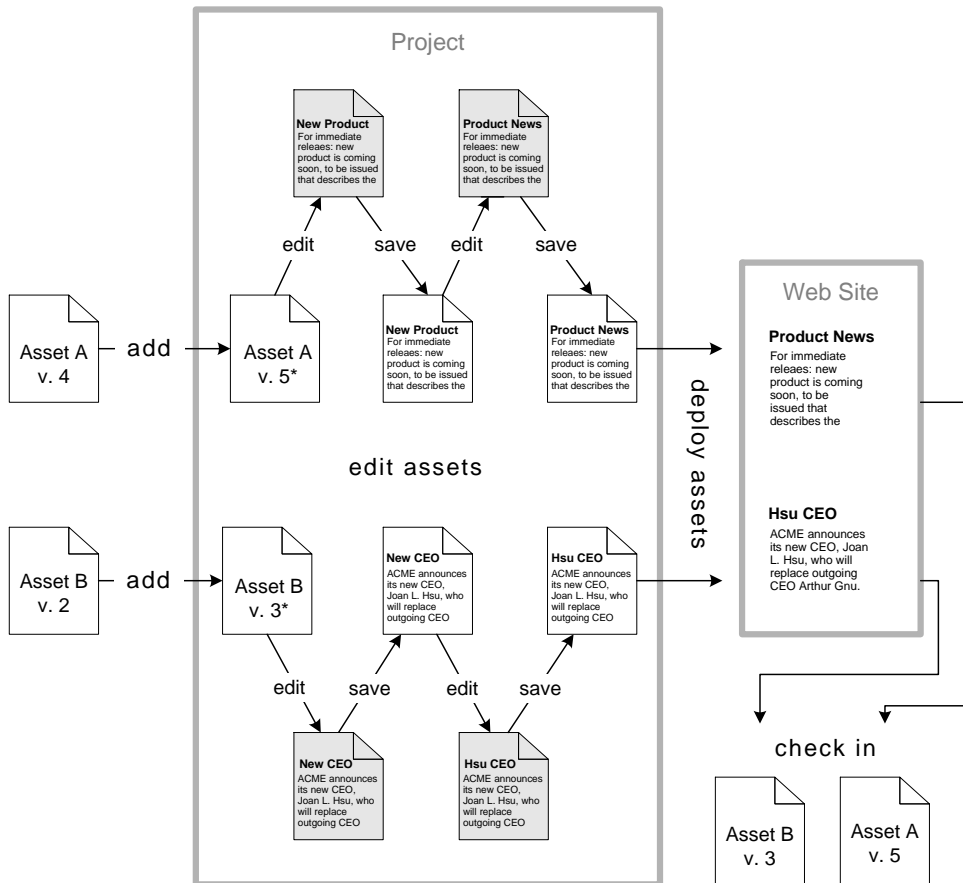 Project
New Product
For immediate
releaes: new
product is coming
soon, to be issued
that describes the
Product News
For immediate
releaes: new
product is coming
soon, to be issued
that describes the
edit
save
edit
save
Asset A
v. 4
add
Asset A
v. 5*
New Product
For immediate
releaes: new
product is coming
soon, to be issued
that describes the
Product News
For immediate
releaes: new
product is coming
soon, to be issued
that describes the
deploy assets
Web Site
Product News
For immediate
releaes: new
product is coming
soon, to be
issued that
describes the
Hsu CEO
ACME announces
its new CEO, Joan
L. Hsu, who will
replace outgoing
CEO Arthur Gnu.
edit assets
Asset B
v. 2
add
Asset B
v. 3*
New CEO
ACME announces
its new CEO,
Joan L. Hsu, who
will replace
outgoing CEO
Hsu CEO
ACME announces
its new CEO,
Joan L. Hsu, who
will replace
outgoing CEO
edit
save
edit
save
New CEO
ACME announces
its new CEO,
Joan L. Hsu, who
will replace
outgoing CEO
Hsu CEO
ACME announces
its new CEO,
Joan L. Hsu, who
will replace
outgoing CEO
check in
Asset B
v. 3
Asset A
v. 5